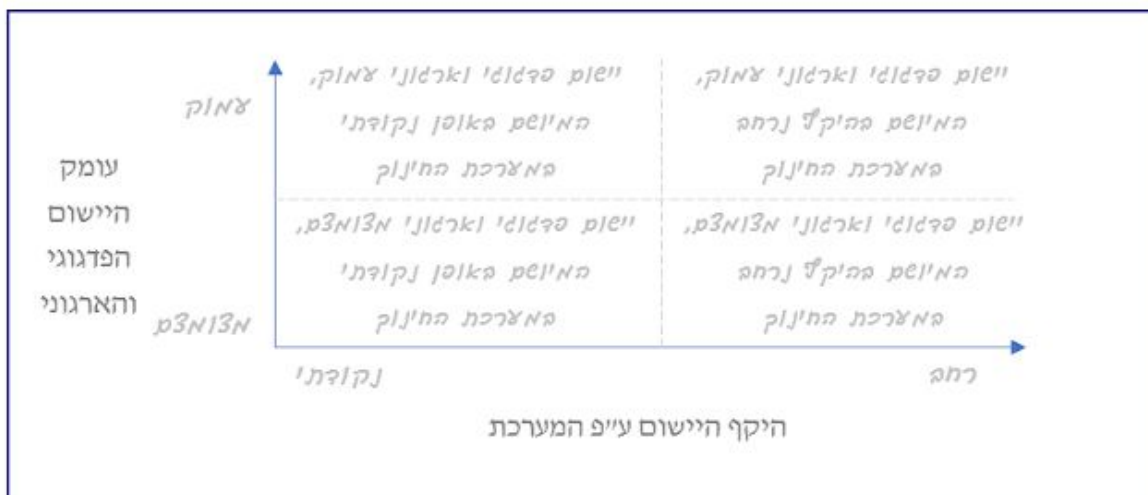 יישום פדגוגי וארגוני עמוק,
המיושם בהיקף נרחב
במערכת החינוך
יישום פדגוגי וארגוני עמוק,
המיושם באופן נקודתי
במערכת החינוך
עמוק
עומק
היישום
הפדגוגי
והארגוני
יישום פדגוגי וארגוני מצומצם,
המיושם בהיקף נרחב
במערכת החינוך
יישום פדגוגי וארגוני מצומצם,
המיושם באופן נקודתי
במערכת החינוך
מצומצם
רחב
נקודתי
היקף היישום ע״פ המערכת